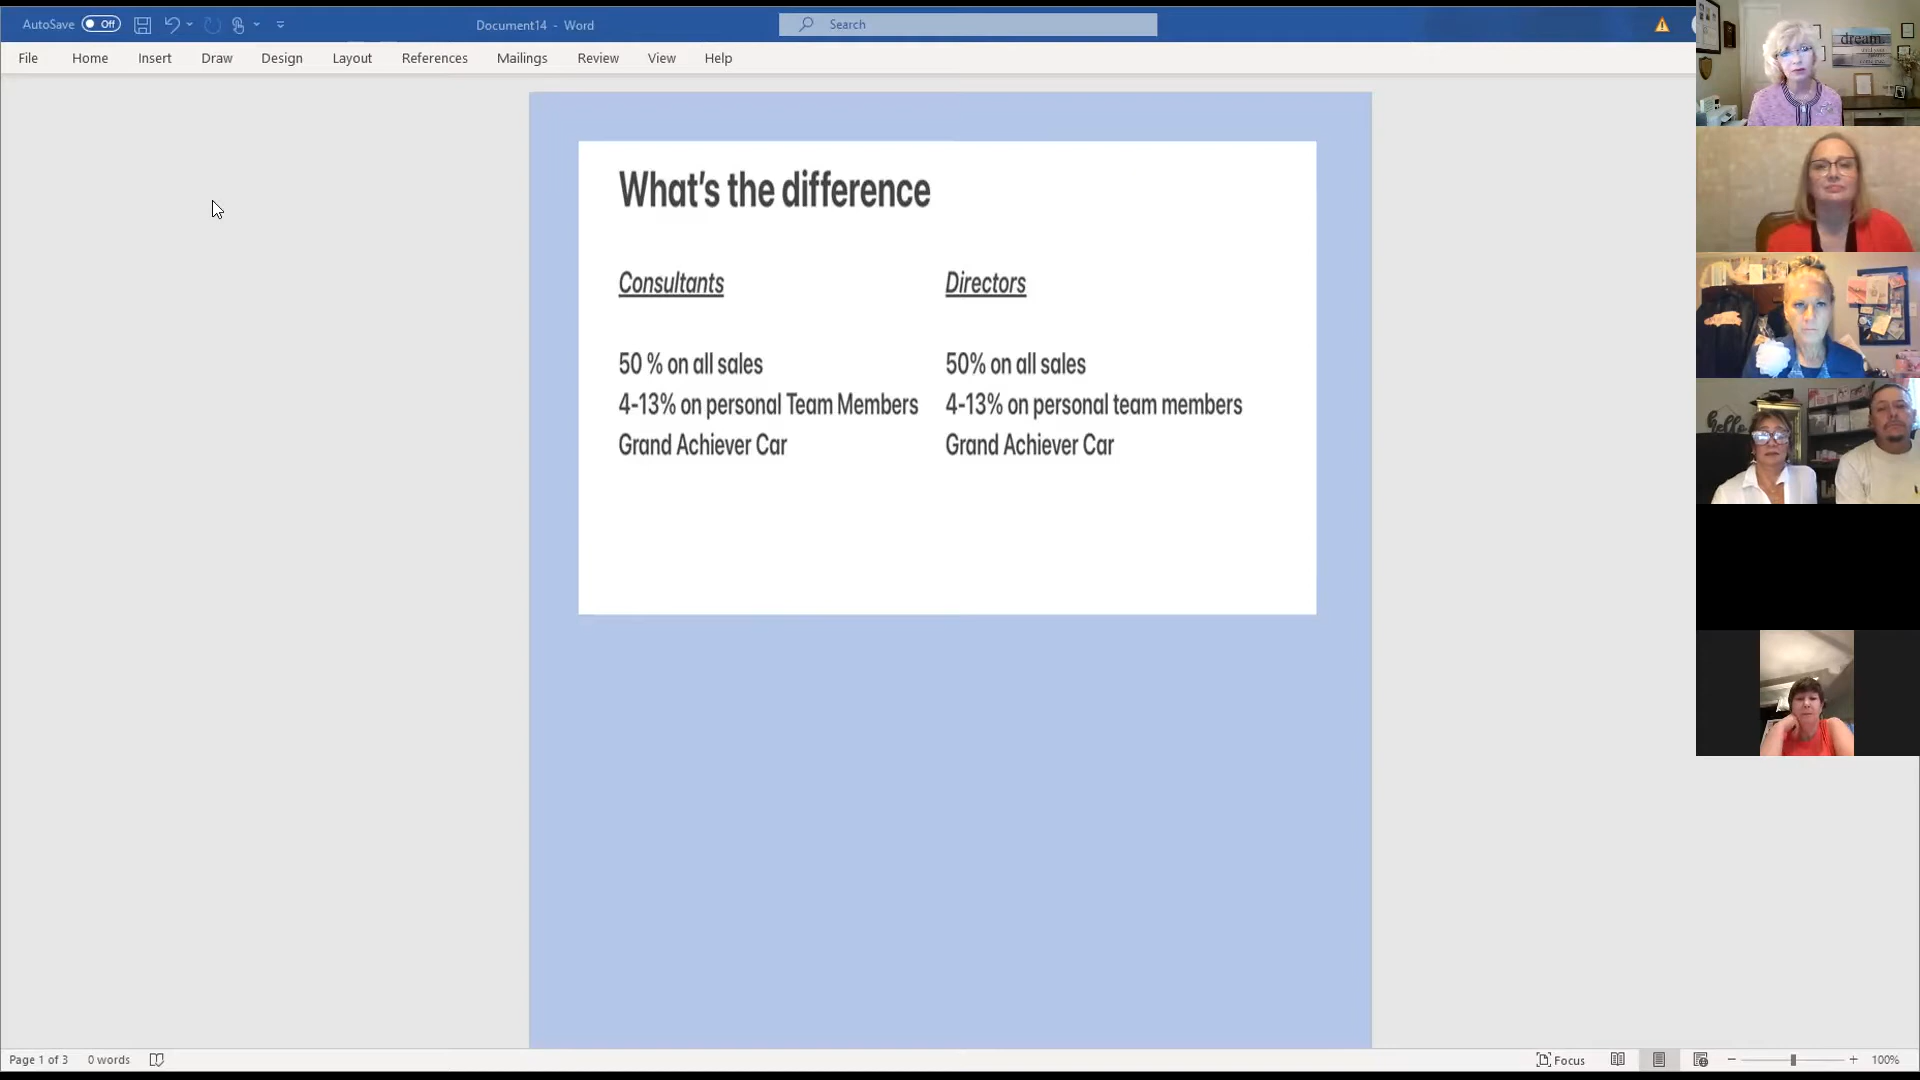 AutoSave Off
Document14 - Word
Search
File Home Insert Draw Design Layout References Mailings Review View Help
What's the difference
Consultants Directors
50 % on all sales 50% on all sales
4-13% on personal Team Members 4-13% on personal team members
Grand Achiever Car Grand Achiever Car
dream
hello
Page 1 of 3 0 words
Focus 100%